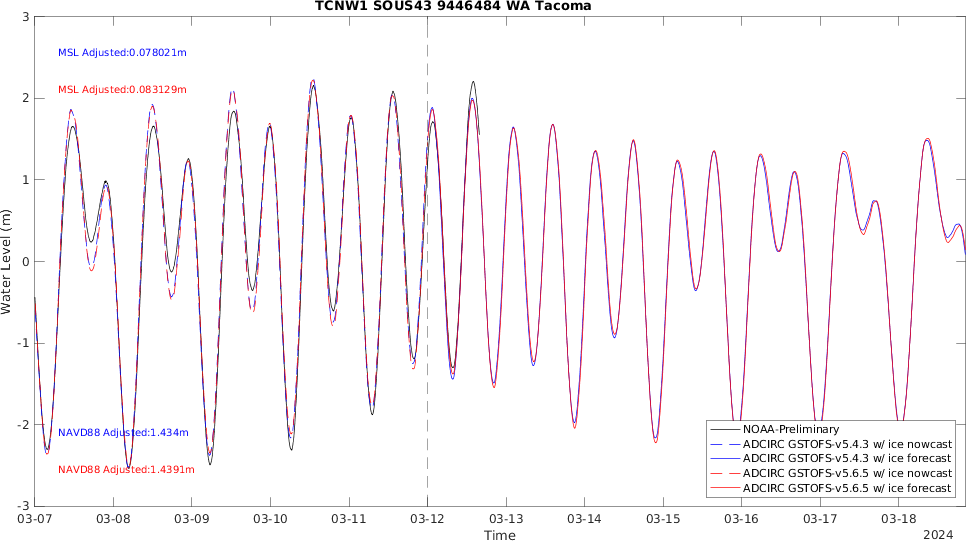 TCNW1 SOUS43 9446484 WA Tacoma
3
MSL Adjusted:0.078021m
MSL Adjusted:0.083129m
2
1
0
-1
-2
-3
Water Level (m)
NAVD88 Adjusted:1.434m
NAVD88 Adjusted:1.4391m
NOAA-Preliminary
ADCIRC GSTOFS-v5.4.3 w/ ice nowcast
ADCIRC GSTOFS-v5.4.3 w/ ice forecast
ADCIRC GSTOFS-v5.6.5 w/ ice nowcast
ADCIRC GSTOFS-v5.6.5 w/ ice forecast
03-07 03-08 03-09 03-10 03-11 03-12 03-13 03-14 03-15 03-16 03-17 03-18
Time
2024